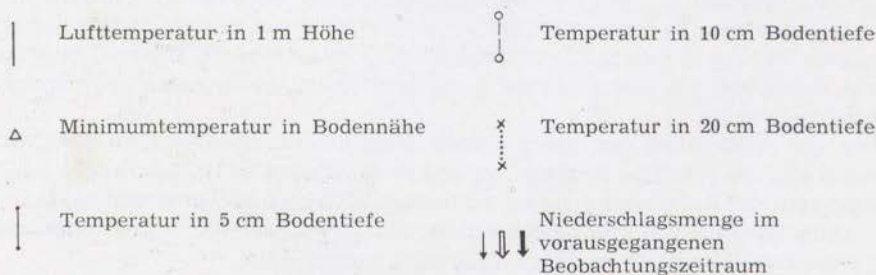 Lufttemperatur in 1 m Höhe
Minimumtemperatur in Bodennähe
Temperatur in 5 cm Bodentiefe
Temperatur in 10 cm Bodentiefe
Temperatur in 20 cm Bodentiefe
Niederschlagsmenge im
vorausgegangenen
Beobachtungszeitraum